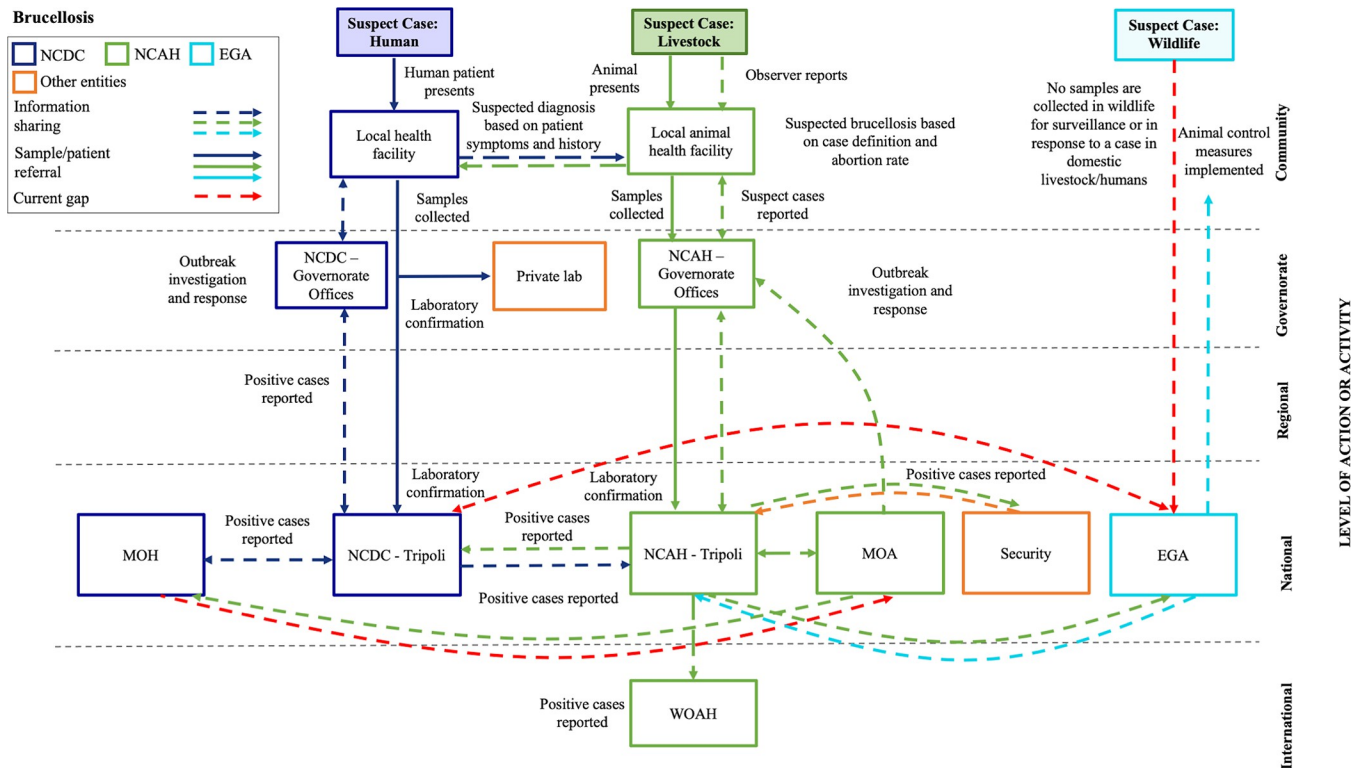 Brucellosis
NCDC
NCAH
EGA
Other entities
Information
sharing
Sample/patient
referral
Current gap
Suspect Case:
Human
Suspect Case:
Livestock
Suspect Case:
Wildlife
Human patient
presents
Animal
presents
Observer reports
Local health
facility
Suspected diagnosis
based on patient
symptoms and history
Local animal
health facility
Suspected brucellosis based
on case definition and
abortion rate
No samples are
collected in wildlife
for surveillance or in
response to a case in
domestic
livestock/humans
Animal control
measures
implemented
Community
Samples
collected
Samples
collected
Suspect cases
reported
Outbreak
investigation
and response
NCDC –
Governorate
Offices
Private lab
Laboratory
confirmation
NCAH –
Governorate
Offices
Outbreak
investigation and
response
Governorate
Positive cases
reported
Regional
LEVEL OF ACTION OR ACTIVITY
Laboratory
confirmation
Laboratory
confirmation
Positive cases reported
MOH
Positive cases
reported
NCDC - Tripoli
Positive cases
reported
Positive cases reported
NCAH - Tripoli
MOA
Security
EGA
National
Positive cases
reported
WOAH
International